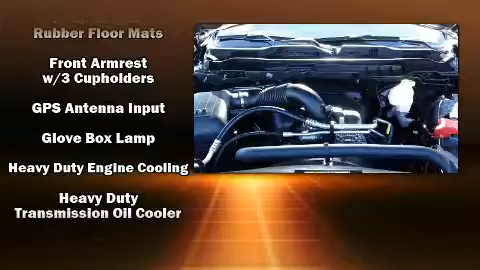 Rubber Floor Mats
Front Armrest
w/3 Cupholders
GPS Antenna Input
Glove Box Lamp
Heavy Duty Engine Cooling
Heavy Duty
Transmission Oil Cooler